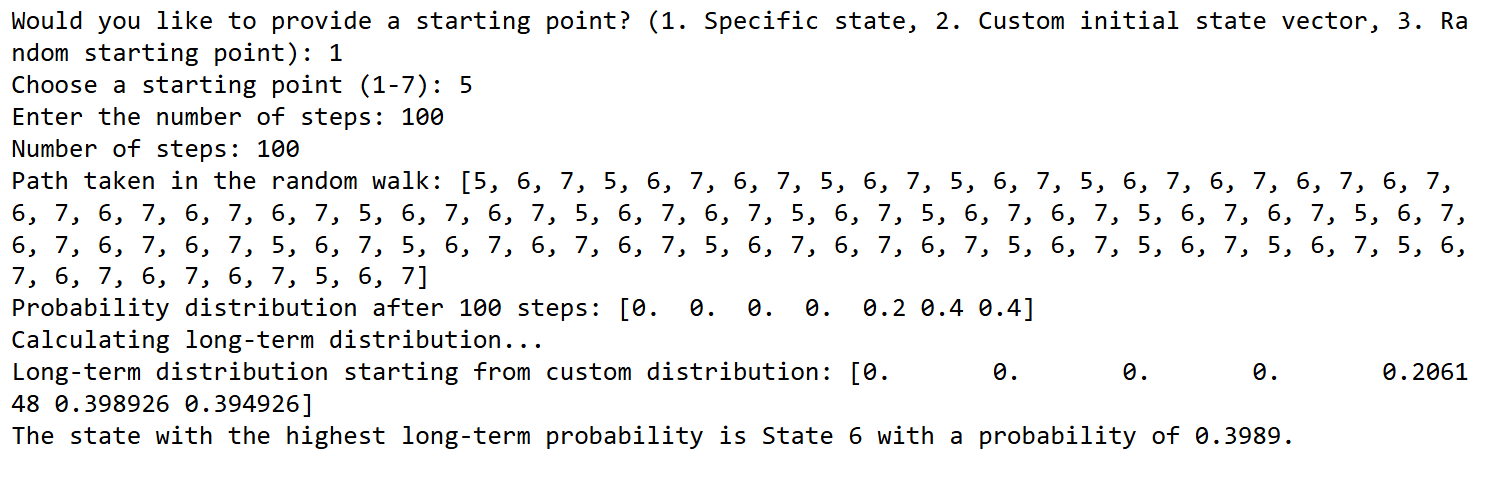 Would you like to provide a starting point? (1. Specific state, 2. Custom initial state vector, 3. Ra
ndom starting point): 1
Choose a starting point (1-7): 5
Enter the number of steps: 100
Number of steps: 100
Path taken in the random walk: [5, 6, 7, 5, 6, 7, 6, 7, 5, 6, 7, 5, 6, 7, 5, 6, 7, 6, 7, 6, 7, 6, 7,
6, 7, 6, 7, 6, 7, 6, 7, 5, 6, 7, 6, 7, 5, 6, 7, 6, 7, 5, 6, 7, 5, 6, 7, 6, 7, 5, 6, 7, 6, 7, 5, 6, 7,
6, 7, 6, 7, 6, 7, 5, 6, 7, 5, 6, 7, 6, 7, 6, 7, 5, 6, 7, 6, 7, 6, 7, 5, 6, 7, 5, 6, 7, 5, 6, 7, 5, 6,
7, 6, 7, 6, 7, 6, 7, 5, 6, 7]
Probability distribution after 100 steps: [0.  0.  0.  0.  0.2 0.4 0.4]
Calculating long-term distribution...
Long-term distribution starting from custom distribution: [0.       0.       0.       0.       0.2061
48 0.398926 0.394926]
The state with the highest long-term probability is State 6 with a probability of 0.3989.